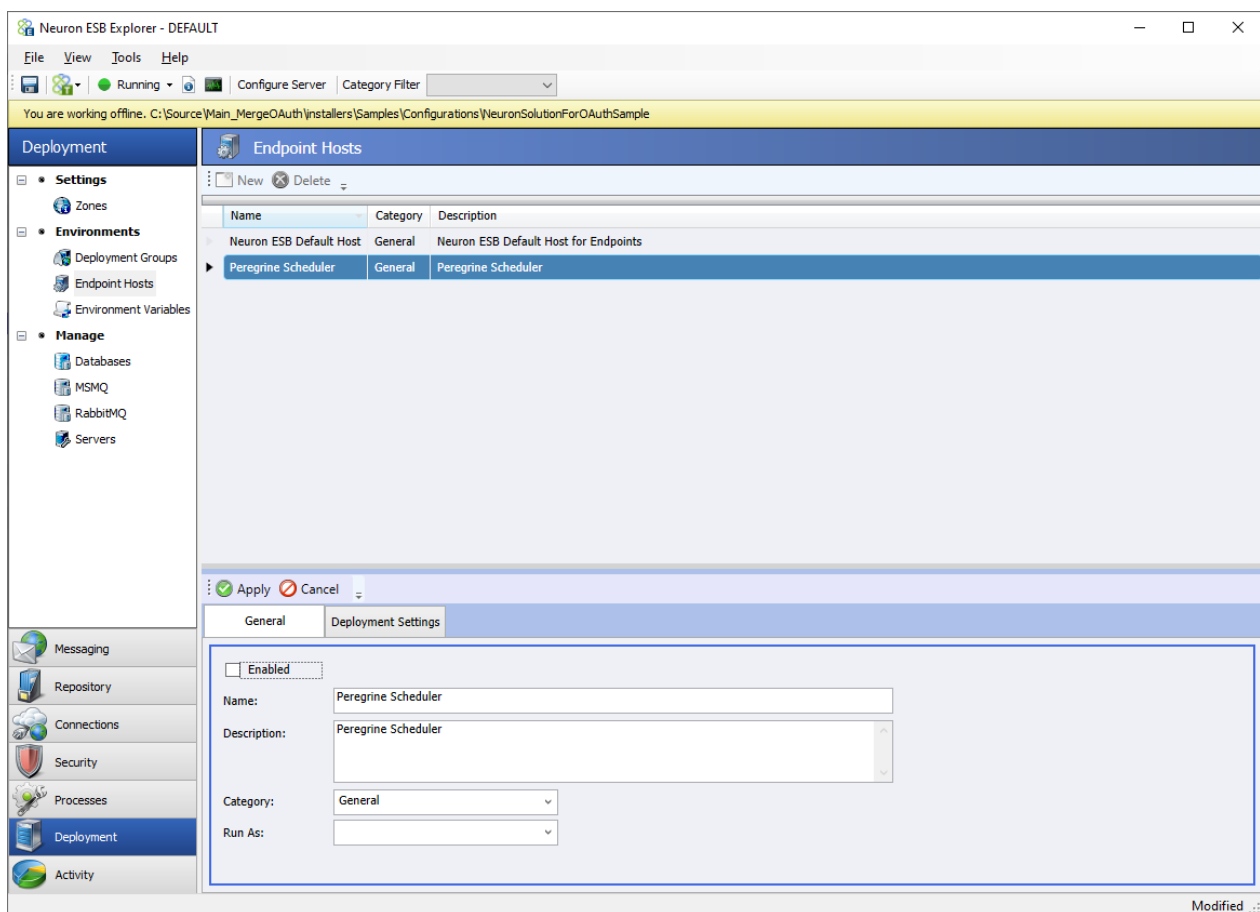 Neuron ESB Explorer - DEFAULT
File View Tools Help
Running Configure Server Category Filter
You are working offline. C:\Source\Main_MergeOAuth\installers\Samples\Configurations\NeuronSolutionForOAuthSample
Deployment
Endpoint Hosts
Settings
Zones
Environments
Deployment Groups
Endpoint Hosts
Environment Variables
Manage
Databases
MSMQ
RabbitMQ
Servers
New Delete
Name Category Description
Neuron ESB Default Host General Neuron ESB Default Host for Endpoints
Peregrine Scheduler General Peregrine Scheduler
Apply Cancel
General Deployment Settings
Enabled
Name: Peregrine Scheduler
Description: Peregrine Scheduler
Category: General
Run As:
Messaging
Repository
Connections
Security
Processes
Deployment
Activity
Modified